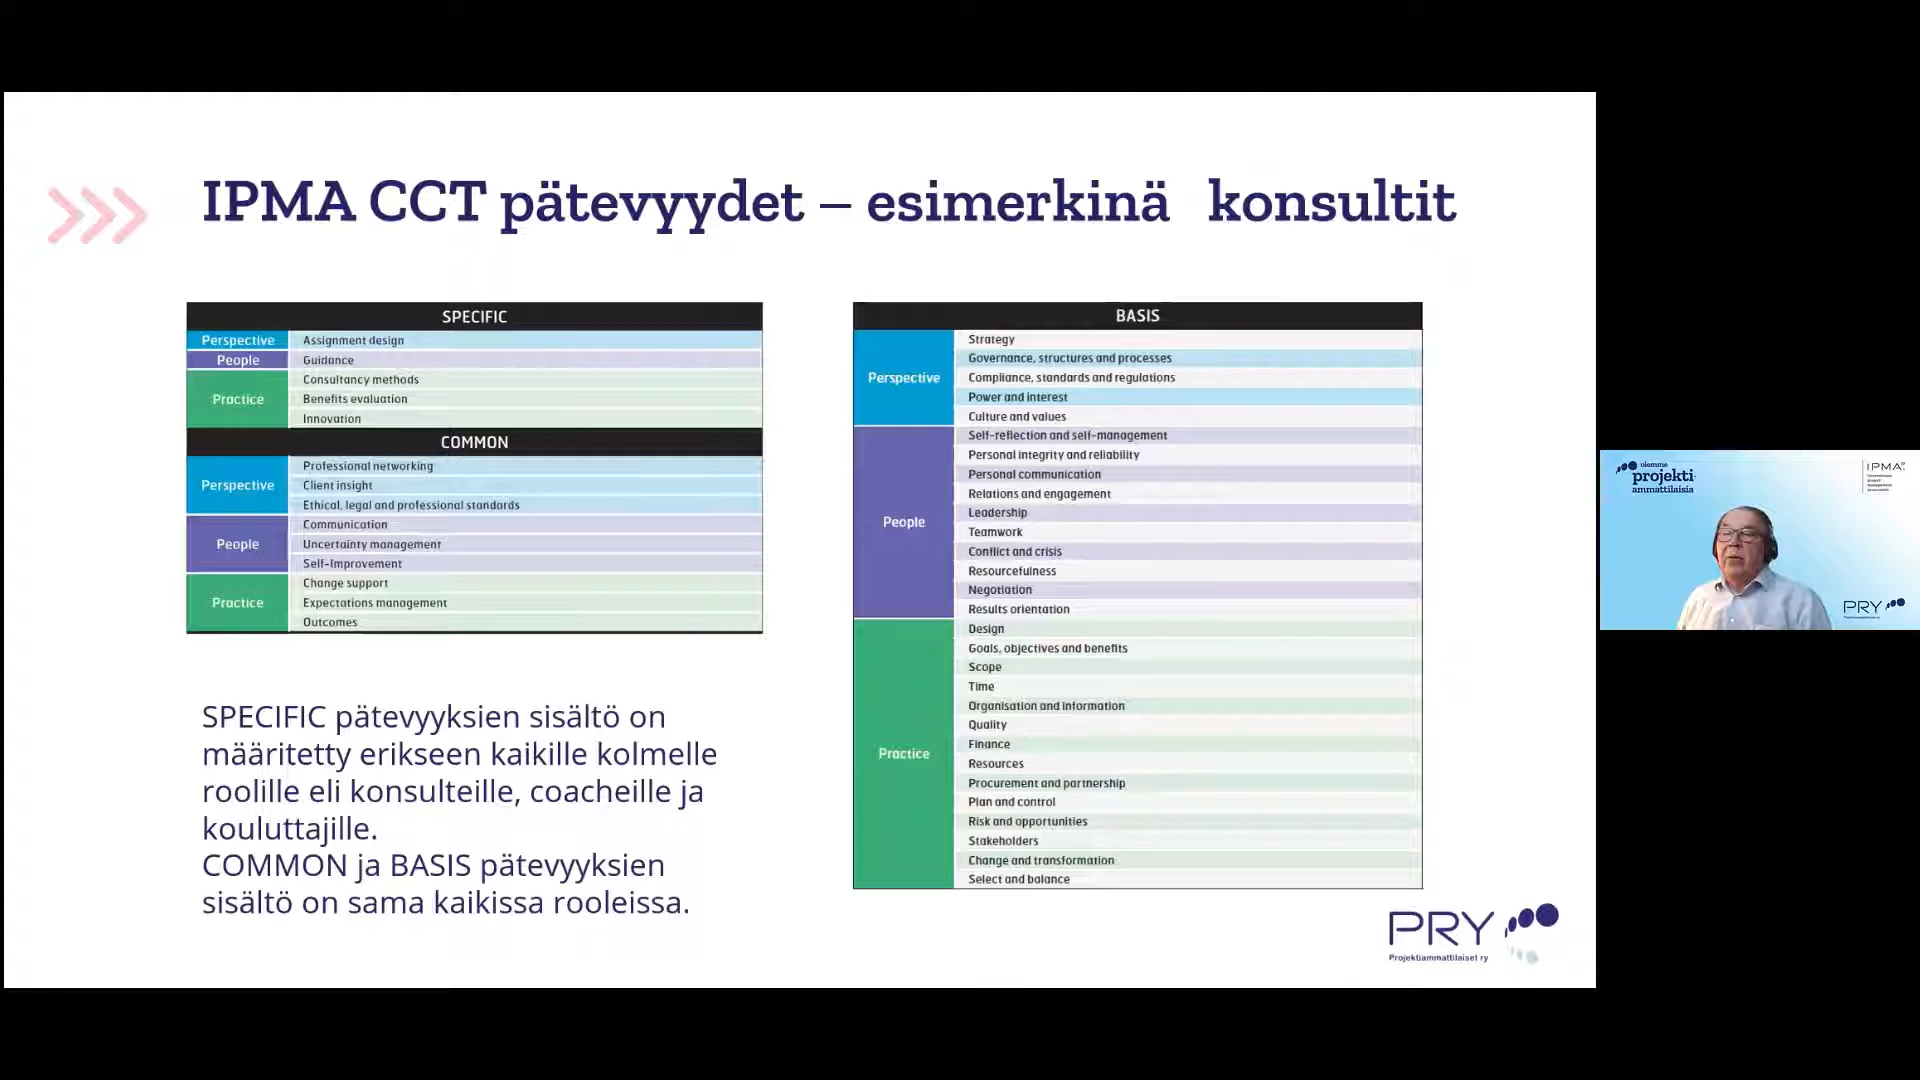 IPMA CCT pätevyydet – esimerkinä konsultit
SPECIFIC
Perspective
Assignment design
People
Guidance
Practice
Consultancy methods
Benefits evaluation
Innovation
COMMON
Perspective
Professional networking
Client insight
Ethical, legal and professional standards
People
Communication
Uncertainty management
Self-Improvement
Practice
Change support
Expectations management
Outcomes
SPECIFIC pätevyyksien sisältö on
määritetty erikseen kaikille kolmelle
roolille eli konsulteille, coacheille ja
kouluttajille.
COMMON ja BASIS pätevyyksien
sisältö on sama kaikissa rooleissa.
BASIS
Perspective
Strategy
Governance, structures and processes
Compliance, standards and regulations
Power and interest
Culture and values
People
Self-reflection and self-management
Personal integrity and reliability
Personal communication
Relations and engagement
Leadership
Teamwork
Conflict and crisis
Resourcefulness
Negotiation
Results orientation
Practice
Design
Goals, objectives and benefits
Scope
Time
Organisation and information
Quality
Finance
Resources
Procurement and partnership
Plan and control
Risk and opportunities
Stakeholders
Change and transformation
Select and balance
PRY
Projektiammattilaiset ry
olemme
projekti
ammattilaisia
IPMA
PRY